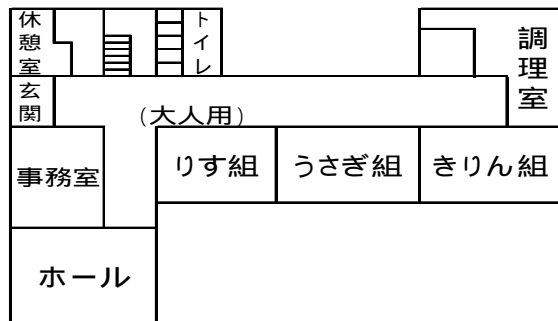 休憩室
トイレ
調理室
玄関
(大人用)
事務室
りす組
うさぎ組
きりん組
ホール